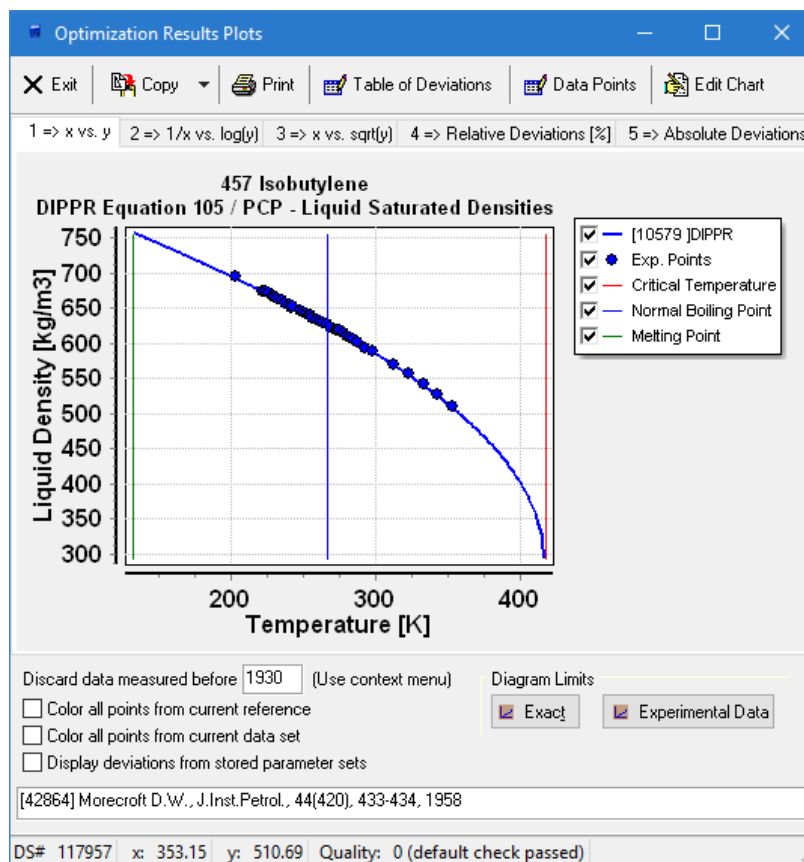 Optimization Results Plots
Exit Copy Print Table of Deviations Data Points Edit Chart
1 => x vs. y 2 => 1/x vs. log(y) 3 => x vs. sqrt(y) 4 => Relative Deviations [%] 5 => Absolute Deviations
457 Isobutylene
DIPPR Equation 105 / PCP - Liquid Saturated Densities
750
700
650
600
550
500
450
400
350
300
Liquid Density [kg/m3]
200 300 400
Temperature [K]
[10579 ]DIPPR
Exp. Points
Critical Temperature
Normal Boiling Point
Melting Point
Discard data measured before 1930 (Use context menu)
Color all points from current reference
Color all points from current data set
Display deviations from stored parameter sets
Diagram Limits
Exact Experimental Data
[42864] Morecroft D.W., J.Inst.Petrol., 44(420), 433-434, 1958
DS# 117957 x: 353.15 y: 510.69 Quality: 0 (default check passed)